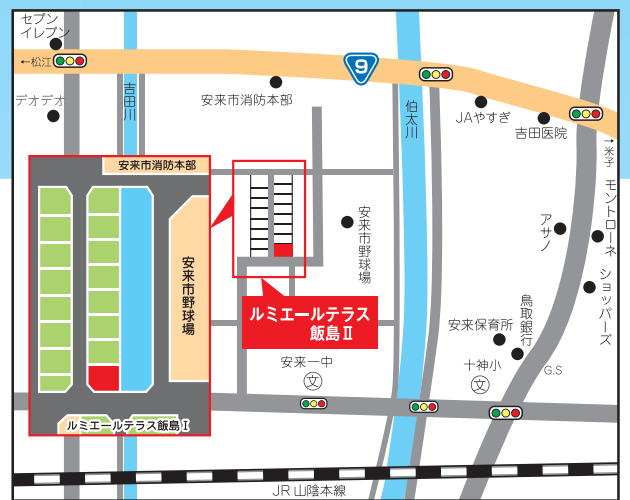 セブン
イレブン
←松江
デオデオ
吉田川
安来市消防本部
9
伯太川
JAやすぎ
吉田医院
→米子
モントローネ
アサノ
ショッパーズ
安来市消防本部
安来市野球場
安来市野球場
ルミエールテラス
飯島Ⅱ
鳥取銀行
安来保育所
十神小
文
G.S
安来一中
文
ルミエールテラス飯島Ⅰ
JR山陰本線